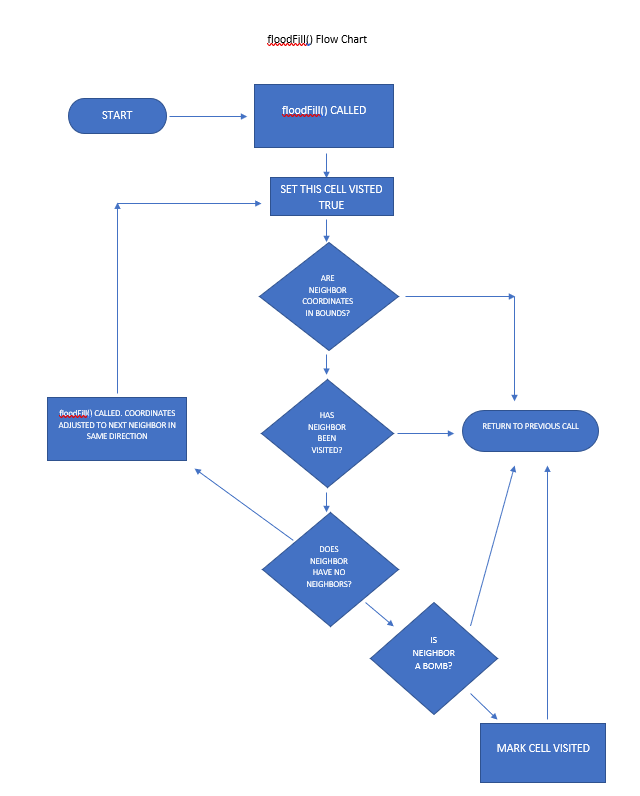 floodFill() Flow Chart
START
floodFill() CALLED
SET THIS CELL VISTED
TRUE
ARE
NEIGHBOR
COORDINATES
IN BOUNDS?
floodFill() CALLED. COORDINATES
ADJUSTED TO NEXT NEIGHBOR IN
SAME DIRECTION
HAS
NEIGHBOR
BEEN
VISITED?
RETURN TO PREVIOUS CALL
DOES
NEIGHBOR
HAVE NO
NEIGHBORS?
IS
NEIGHBOR
A BOMB?
MARK CELL VISITED